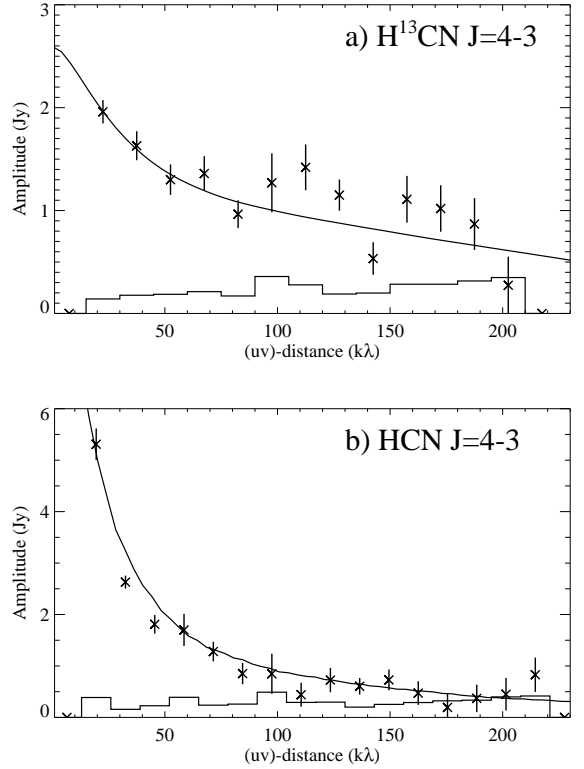 3
a) H¹³CN J=4-3
2
Amplitude (Jy)
1
0
50 100 150 200
(uv)-distance (kλ)
6
b) HCN J=4-3
4
Amplitude (Jy)
2
0
50 100 150 200
(uv)-distance (kλ)